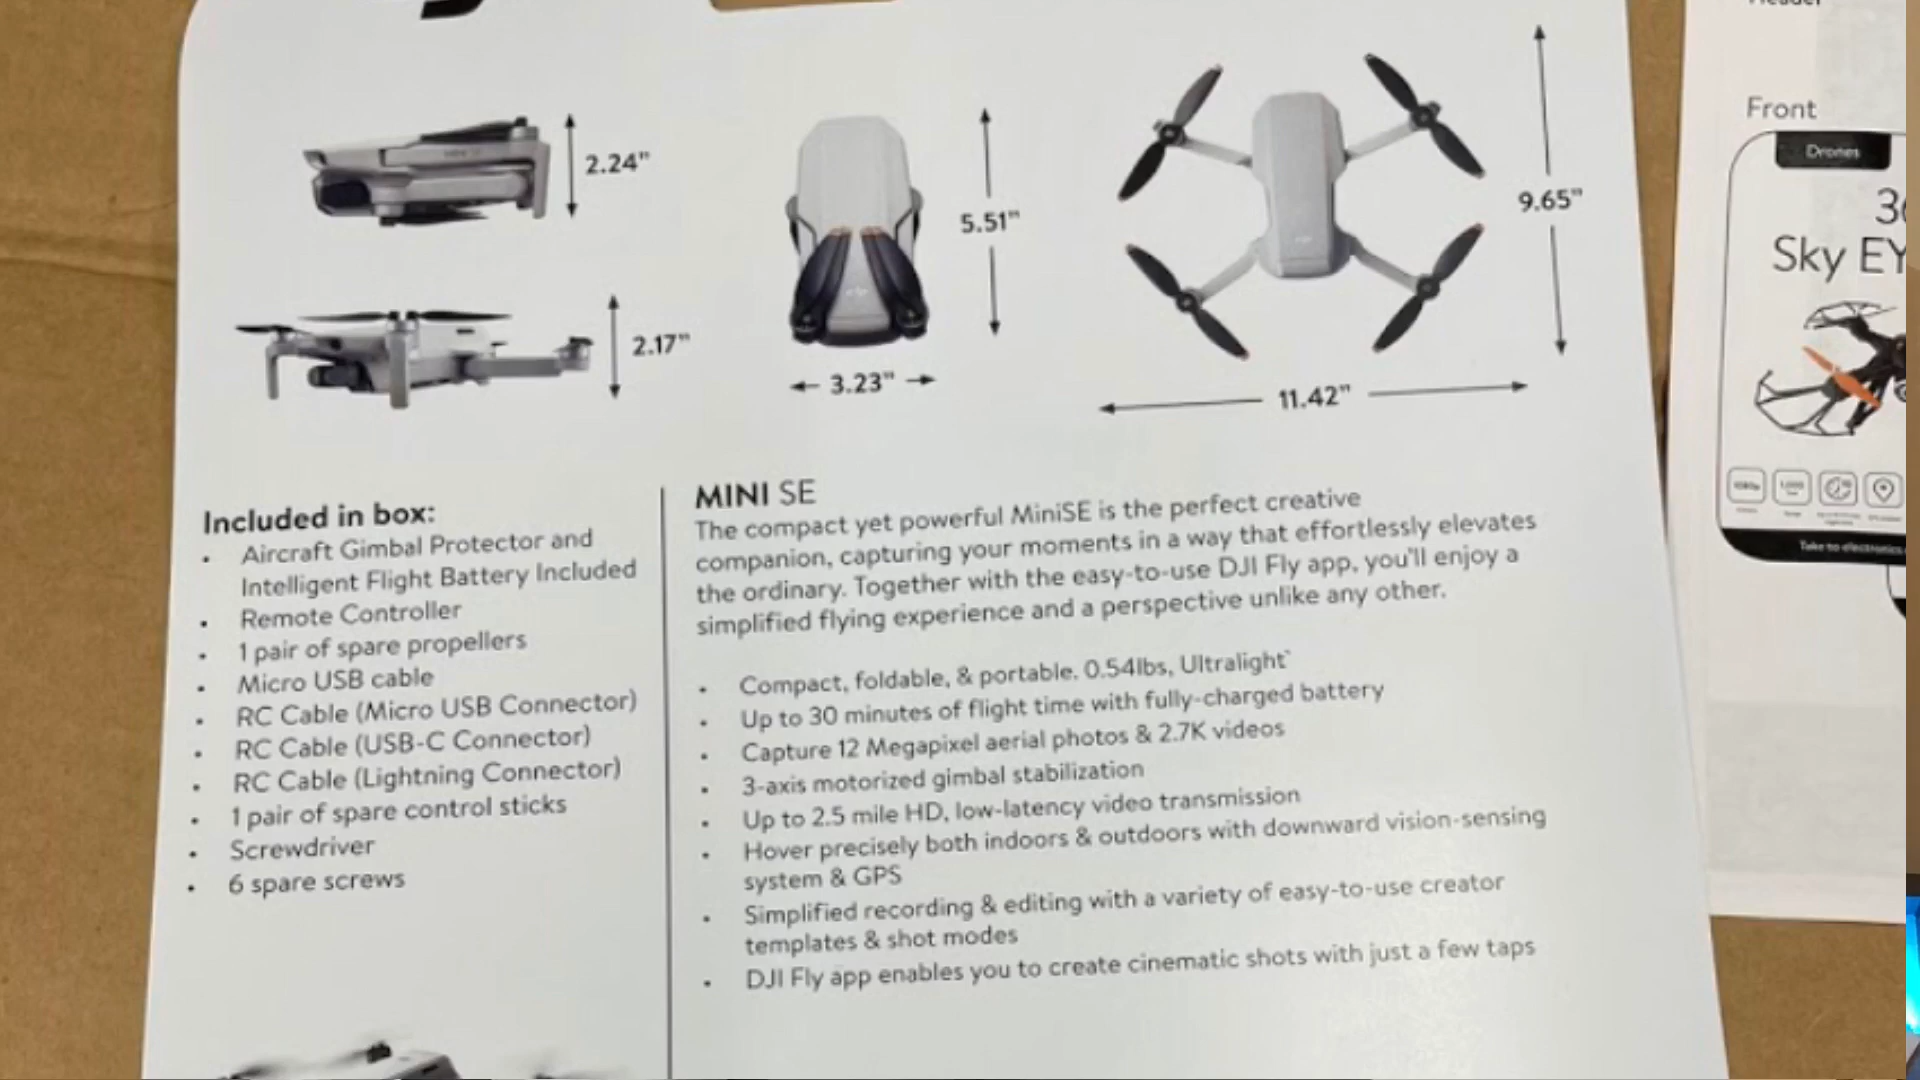 2.24"
2.17"
5.51"
3.23"
9.65"
11.42"
Included in box:
• Aircraft Gimbal Protector and
Intelligent Flight Battery Included
• Remote Controller
• 1 pair of spare propellers
• Micro USB cable
• RC Cable (Micro USB Connector)
• RC Cable (USB-C Connector)
• RC Cable (Lightning Connector)
• 1 pair of spare control sticks
• Screwdriver
• 6 spare screws
MINI SE
The compact yet powerful MiniSE is the perfect creative
companion, capturing your moments in a way that effortlessly elevates
the ordinary. Together with the easy-to-use DJI Fly app, you'll enjoy a
simplified flying experience and a perspective unlike any other.
• Compact, foldable, & portable. 0.54lbs, Ultralight`
• Up to 30 minutes of flight time with fully-charged battery
• Capture 12 Megapixel aerial photos & 2.7K videos
• 3-axis motorized gimbal stabilization
• Up to 2.5 mile HD, low-latency video transmission
• Hover precisely both indoors & outdoors with downward vision-sensing
system & GPS
• Simplified recording & editing with a variety of easy-to-use creator
templates & shot modes
• DJI Fly app enables you to create cinematic shots with just a few taps
Header
Front
Drones
Sky EY
1080p
Take to electronics